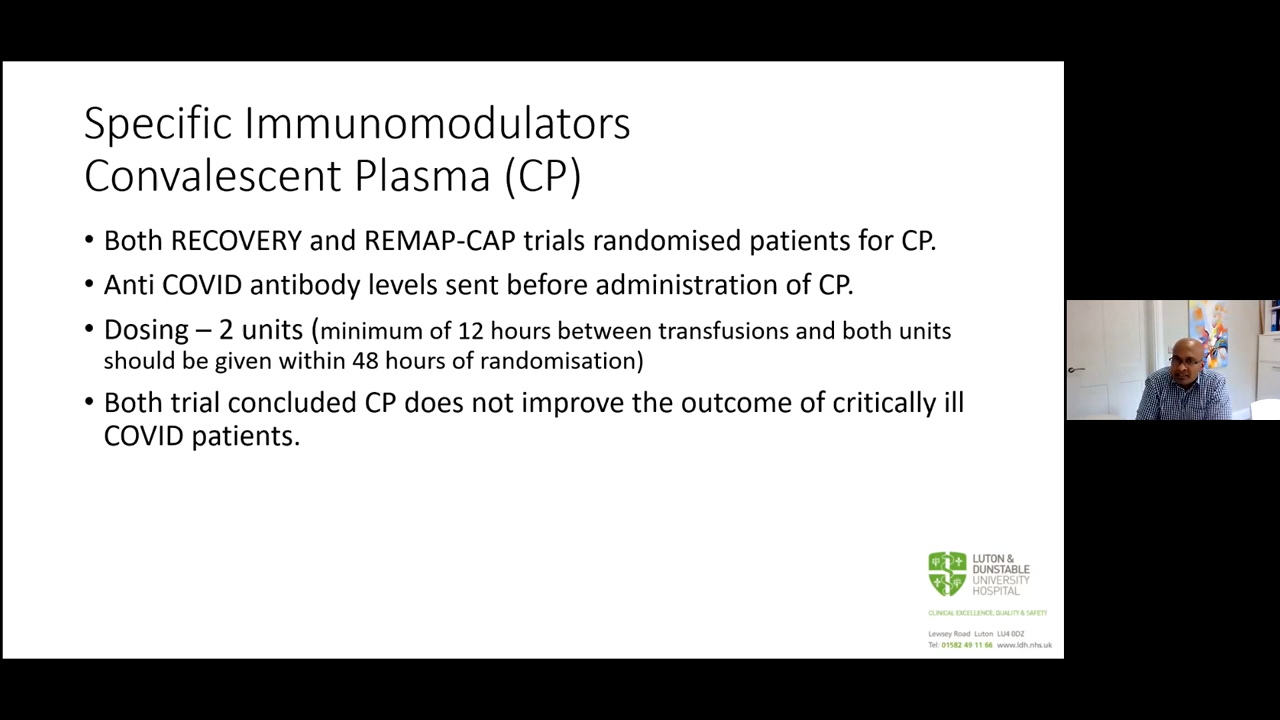 Specific Immunomodulators
Convalescent Plasma (CP)
• Both RECOVERY and REMAP-CAP trials randomised patients for CP.
• Anti COVID antibody levels sent before administration of CP.
• Dosing – 2 units (minimum of 12 hours between transfusions and both units
should be given within 48 hours of randomisation)
• Both trial concluded CP does not improve the outcome of critically ill
COVID patients.
LUTON &
DUNSTABLE
UNIVERSITY
HOSPITAL
CLINICAL EXCELLENCE, QUALITY & SAFETY
Lewsey Road Luton LU4 0DZ
Tel: 01582 49 11 66 www.ldh.nhs.uk